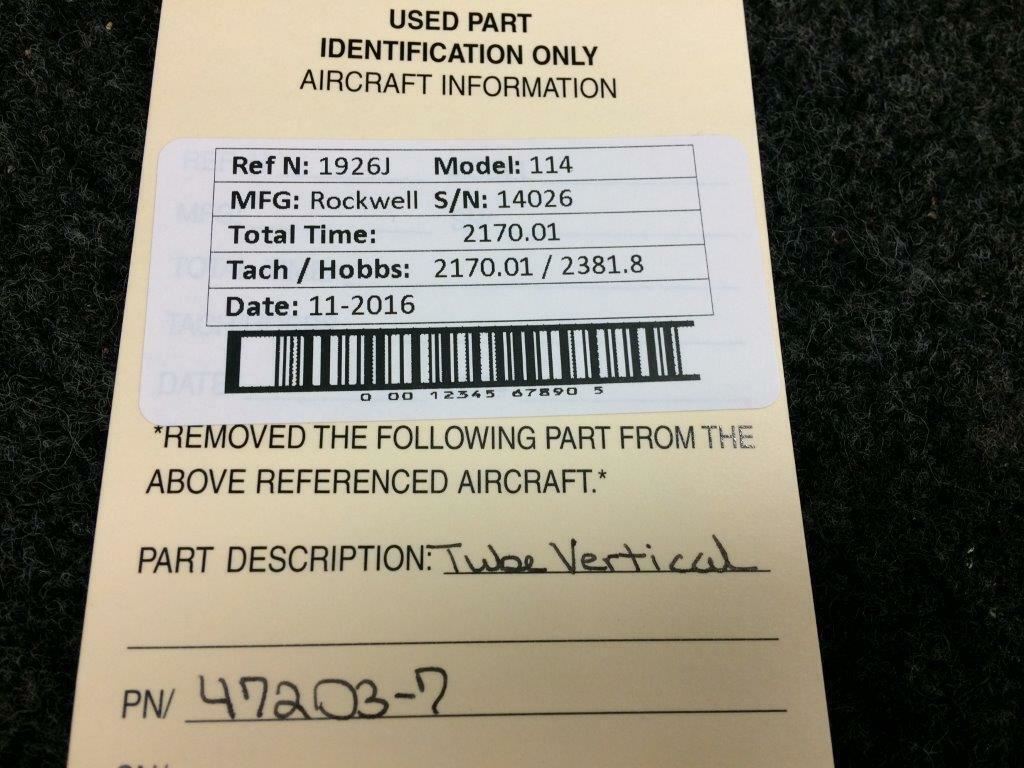 USED PART
IDENTIFICATION ONLY
AIRCRAFT INFORMATION
Ref N: 1926J Model: 114
MFG: Rockwell S/N: 14026
Total Time: 2170.01
Tach / Hobbs: 2170.01 / 2381.8
Date: 11-2016
0 00 12345 67890 5
*REMOVED THE FOLLOWING PART FROM THE
ABOVE REFERENCED AIRCRAFT.*
PART DESCRIPTION: Tube Vertical
PN/ 47203-7